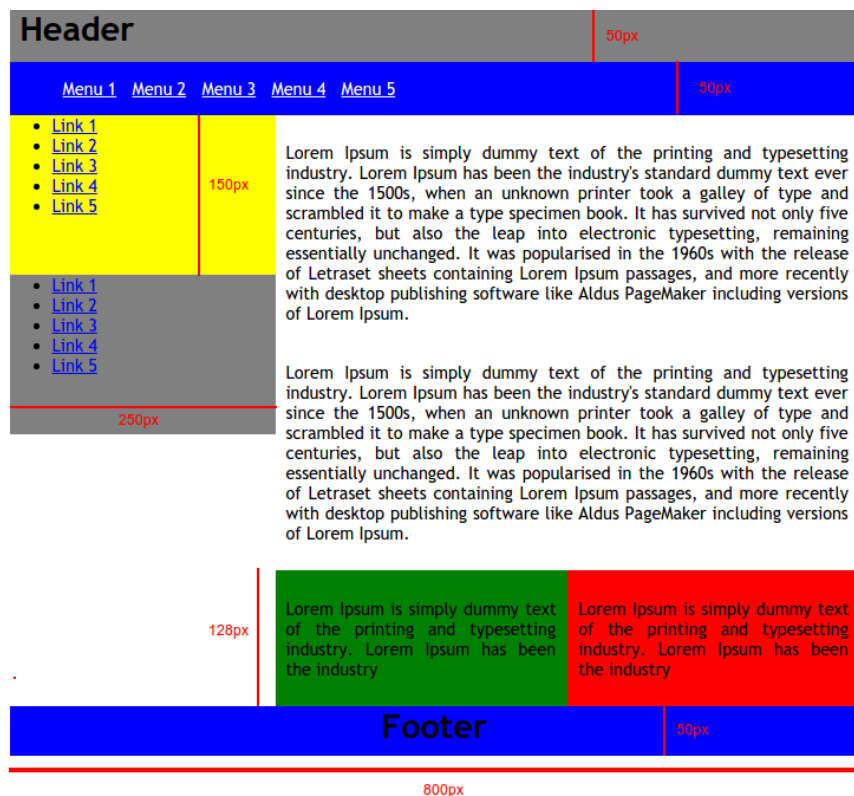 Header
50px
Menu 1 Menu 2 Menu 3 Menu 4 Menu 5
50px
Link 1
Link 2
Link 3
Link 4
Link 5
150px
Link 1
Link 2
Link 3
Link 4
Link 5
250px
Lorem Ipsum is simply dummy text of the printing and typesetting
industry. Lorem Ipsum has been the industry's standard dummy text ever
since the 1500s, when an unknown printer took a galley of type and
scrambled it to make a type specimen book. It has survived not only five
centuries, but also the leap into electronic typesetting, remaining
essentially unchanged. It was popularised in the 1960s with the release
of Letraset sheets containing Lorem Ipsum passages, and more recently
with desktop publishing software like Aldus PageMaker including versions
of Lorem Ipsum.
Lorem Ipsum is simply dummy text of the printing and typesetting
industry. Lorem Ipsum has been the industry's standard dummy text ever
since the 1500s, when an unknown printer took a galley of type and
scrambled it to make a type specimen book. It has survived not only five
centuries, but also the leap into electronic typesetting, remaining
essentially unchanged. It was popularised in the 1960s with the release
of Letraset sheets containing Lorem Ipsum passages, and more recently
with desktop publishing software like Aldus PageMaker including versions
of Lorem Ipsum.
128px
Lorem Ipsum is simply dummy text
of the printing and typesetting
industry. Lorem Ipsum has been
the industry
Lorem Ipsum is simply dummy text
of the printing and typesetting
industry. Lorem Ipsum has been
the industry
Footer
50px
800px